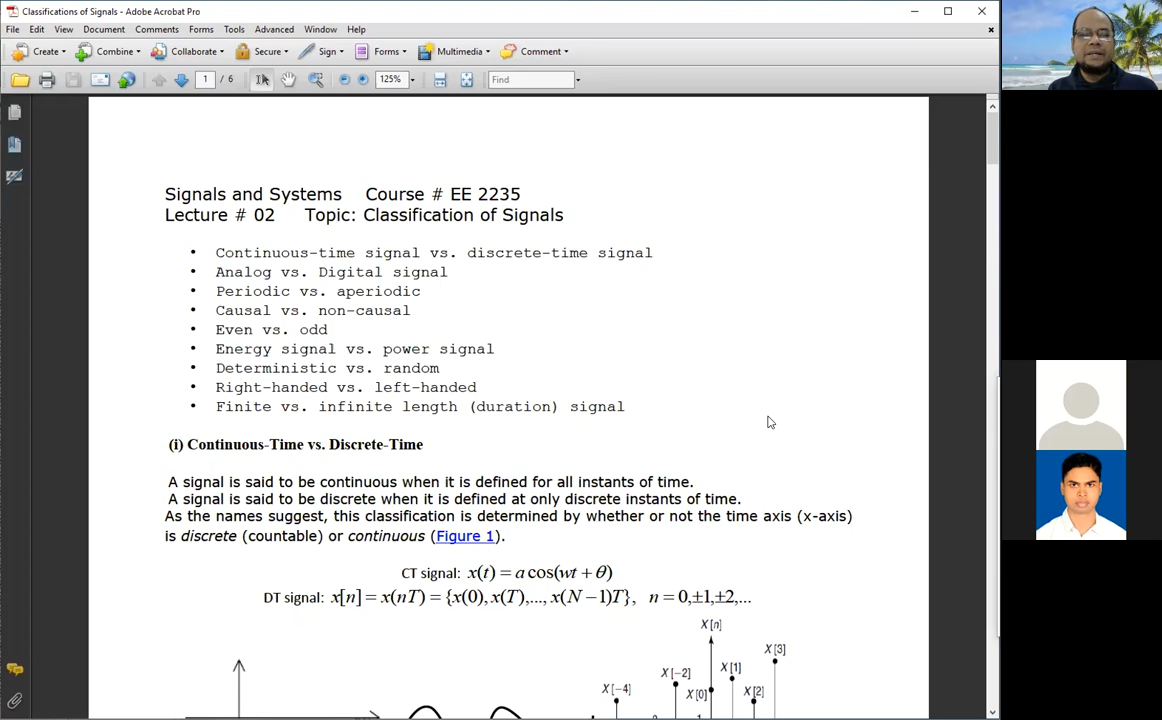 Classifications of Signals - Adobe Acrobat Pro
File Edit View Document Comments Forms Tools Advanced Window Help
Create Combine Collaborate Secure Sign Forms Multimedia Comment
1 / 6 125% Find
Signals and Systems Course # EE 2235
Lecture # 02 Topic: Classification of Signals
• Continuous-time signal vs. discrete-time signal
• Analog vs. Digital signal
• Periodic vs. aperiodic
• Causal vs. non-causal
• Even vs. odd
• Energy signal vs. power signal
• Deterministic vs. random
• Right-handed vs. left-handed
• Finite vs. infinite length (duration) signal
(i) Continuous-Time vs. Discrete-Time
A signal is said to be continuous when it is defined for all instants of time.
A signal is said to be discrete when it is defined at only discrete instants of time.
As the names suggest, this classification is determined by whether or not the time axis (x-axis)
is discrete (countable) or continuous (Figure 1).
CT signal: x(t) = a cos(wt + θ)
DT signal: x[n] = x(nT) = {x(0), x(T),..., x(N−1)T}, n = 0,±1,±2,...
X[n]
X[3]
X[−2] X[1]
X[−4] X[0] X[2]